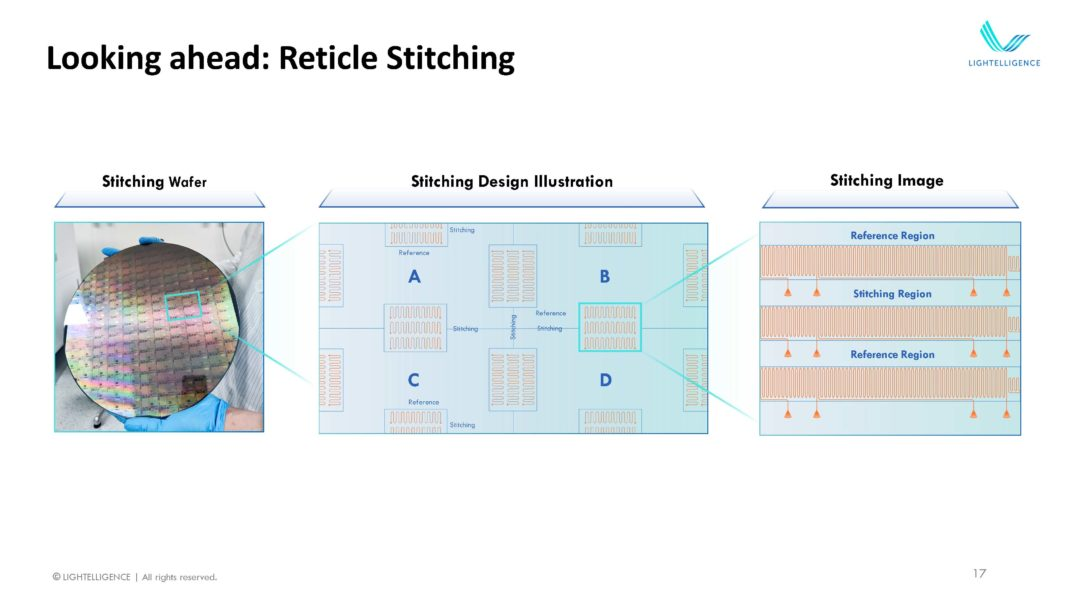 Looking ahead: Reticle Stitching
LIGHTELLIGENCE
Stitching Wafer
Stitching Design Illustration
Stitching Image
Stitching
Reference
A
B
Reference
Stitching
Stitching
Stitching
C
D
Reference
Stitching
Reference Region
Stitching Region
Reference Region
© LIGHTELLIGENCE | All rights reserved.
17